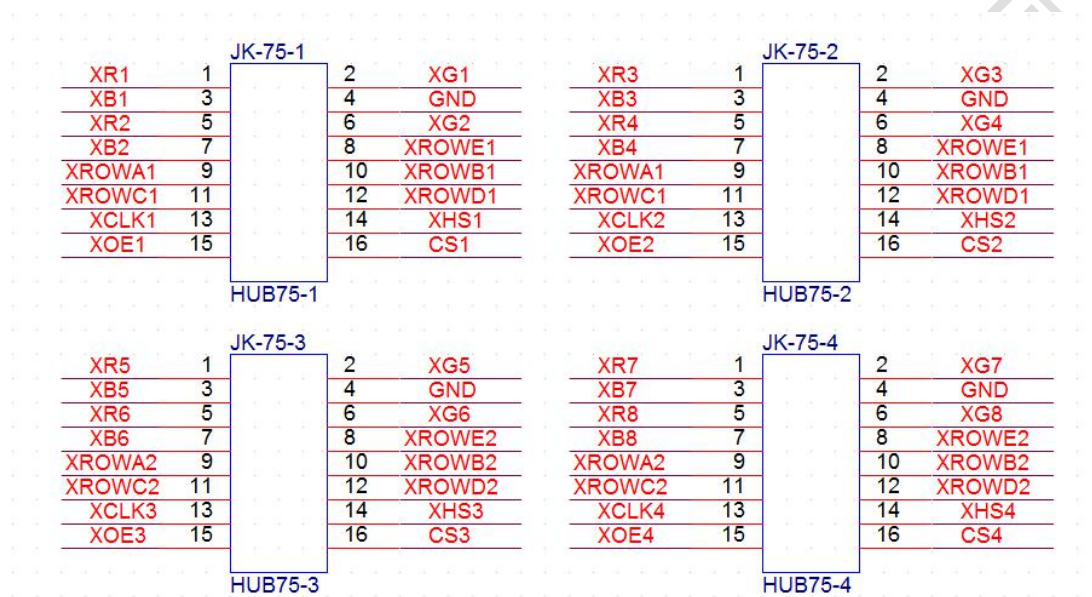 JK-75-1 JK-75-2
XR1 1 2 XG1 XR3 1 2 XG3
XB1 3 4 GND XB3 3 4 GND
XR2 5 6 XG2 XR4 5 6 XG4
XB2 7 8 XROWE1 XB4 7 8 XROWE1
XROWA1 9 10 XROWB1 XROWA1 9 10 XROWB1
XROWC1 11 12 XROWD1 XROWC1 11 12 XROWD1
XCLK1 13 14 XHS1 XCLK2 13 14 XHS2
XOE1 15 16 CS1 XOE2 15 16 CS2
HUB75-1 HUB75-2
JK-75-3 JK-75-4
XR5 1 2 XG5 XR7 1 2 XG7
XB5 3 4 GND XB7 3 4 GND
XR6 5 6 XG6 XR8 5 6 XG8
XB6 7 8 XROWE2 XB8 7 8 XROWE2
XROWA2 9 10 XROWB2 XROWA2 9 10 XROWB2
XROWC2 11 12 XROWD2 XROWC2 11 12 XROWD2
XCLK3 13 14 XHS3 XCLK4 13 14 XHS4
XOE3 15 16 CS3 XOE4 15 16 CS4
HUB75-3 HUB75-4